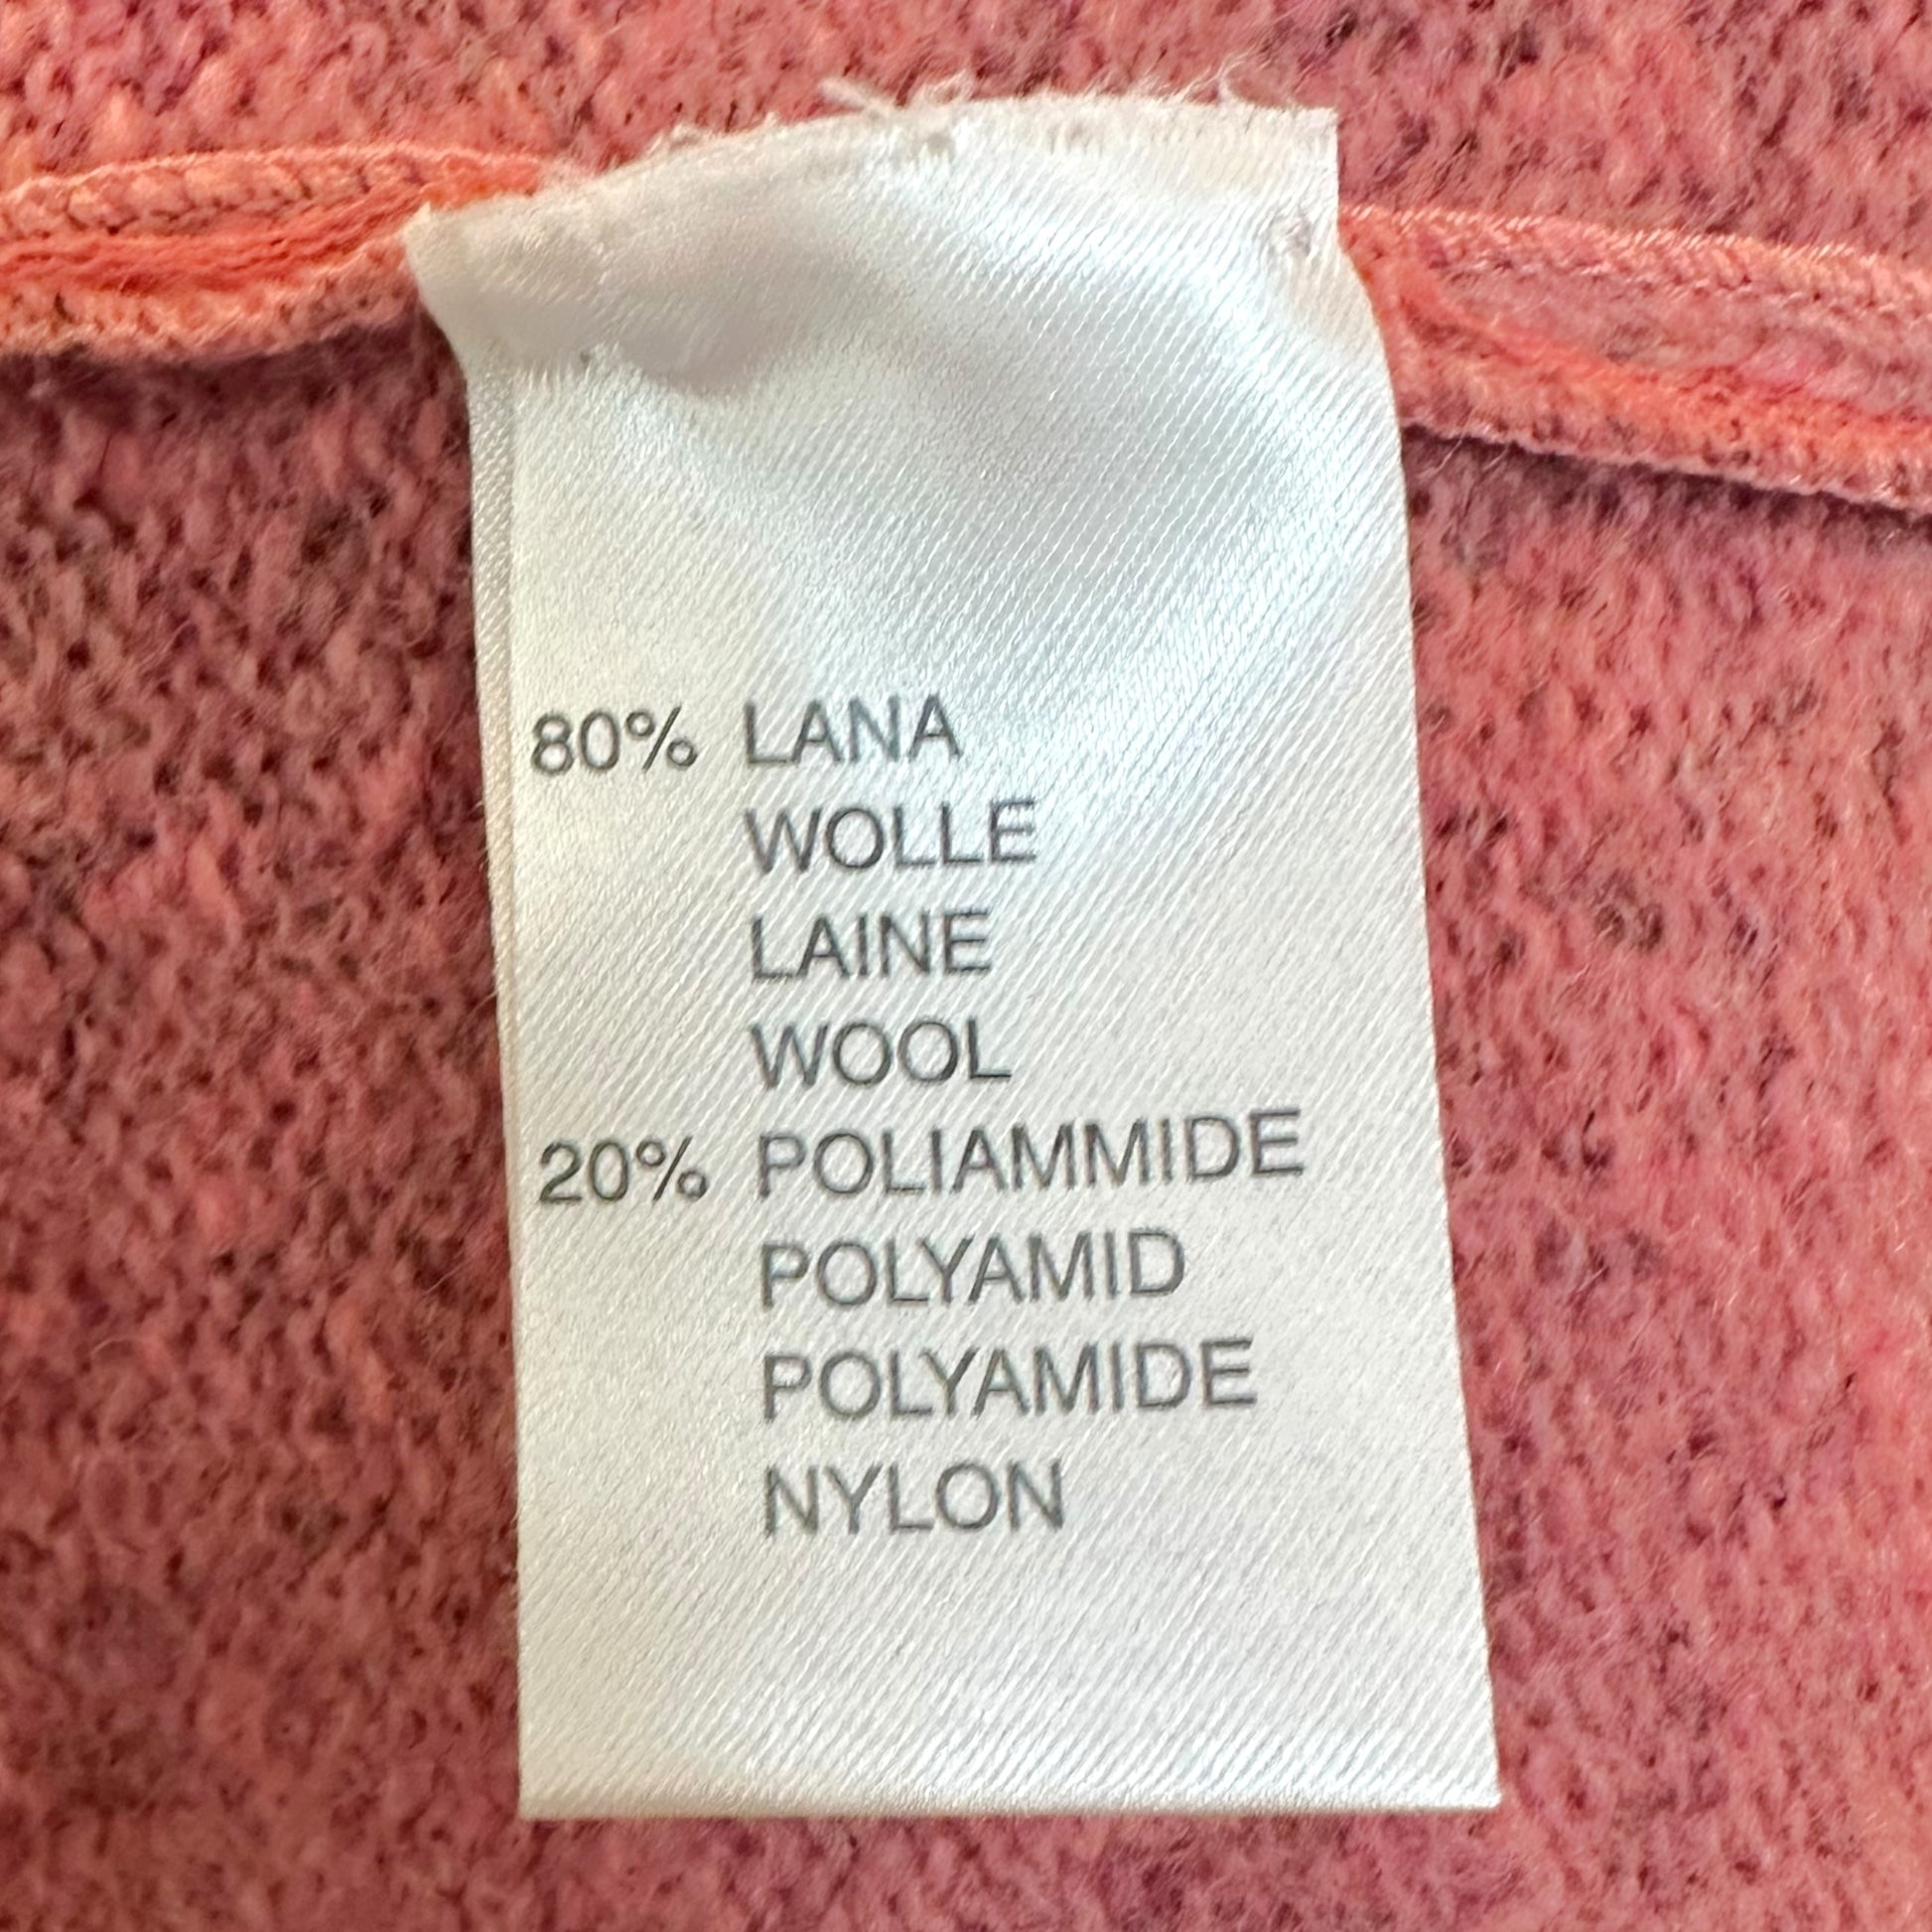 80% LANA
WOLLE
LAINE
WOOL
20% POLIAMMIDE
POLYAMID
POLYAMIDE
NYLON